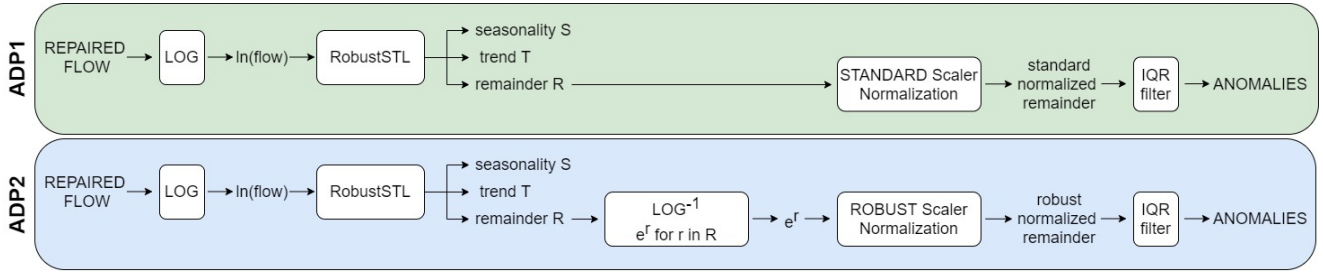 ADP1
REPAIRED
FLOW
LOG
ln(flow)
RobustSTL
seasonality S
trend T
remainder R
STANDARD Scaler
Normalization
standard
normalized
remainder
IQR
filter
ANOMALIES
ADP2
REPAIRED
FLOW
LOG
ln(flow)
RobustSTL
seasonality S
trend T
remainder R
LOG⁻¹
eʳ for r in R
eʳ
ROBUST Scaler
Normalization
robust
normalized
remainder
IQR
filter
ANOMALIES